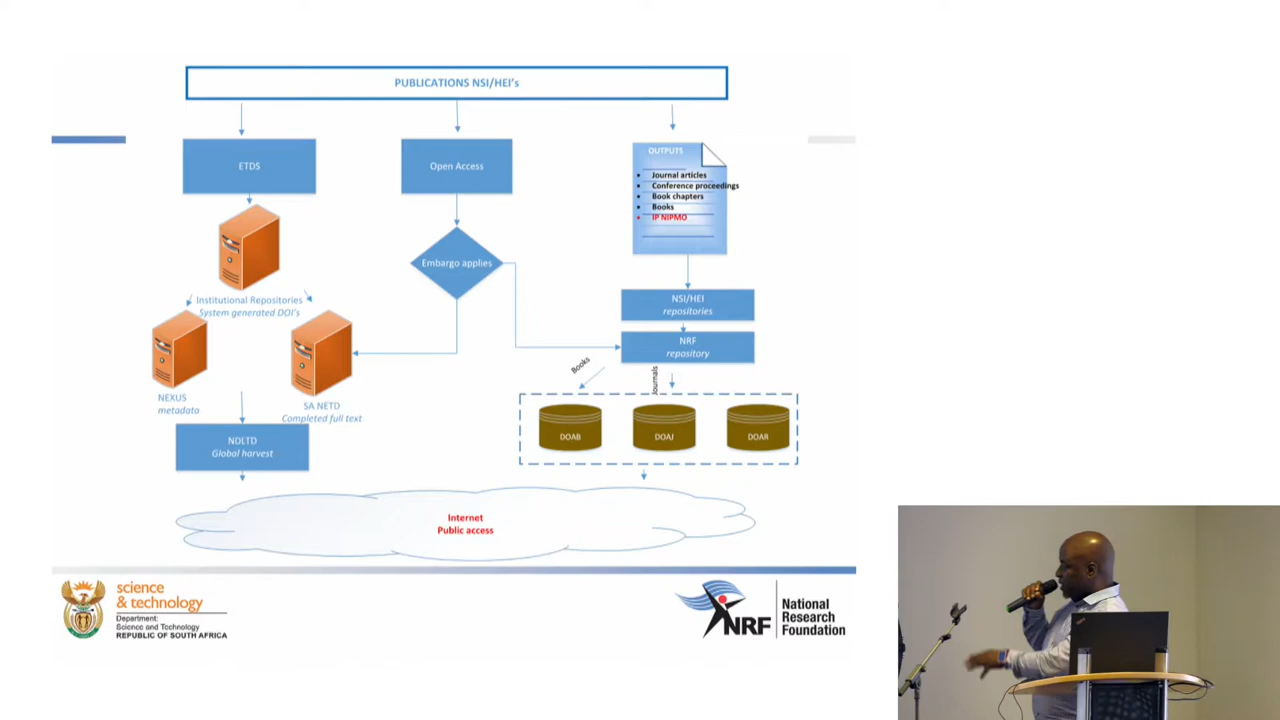 PUBLICATIONS NSI/HEI's
ETDS
Open Access
OUTPUTS
Journal articles
Conference proceedings
Book chapters
Books
IP NIPMO
Embargo applies
Institutional Repositories
System generated DOI's
NSI/HEI
repositories
NRF
repository
Books
Journals
NEXUS
metadata
SA NETD
Completed full text
DOAB
DOAJ
DOAR
NDLTD
Global harvest
Internet
Public access
science
& technology
Department:
Science and Technology
REPUBLIC OF SOUTH AFRICA
NRF
National
Research
Foundation